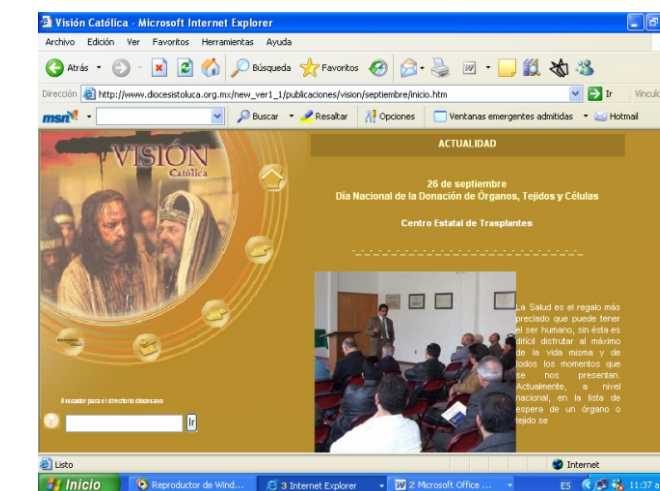 Visión Católica - Microsoft Internet Explorer
Archivo Edición Ver Favoritos Herramientas Ayuda
Atrás Búsqueda Favoritos
Dirección http://www.diocesistoluca.org.mx/new_ver1_1/publicaciones/vision/septiembre/inicio.htm Ir Vínculo
msn Buscar Resaltar Opciones Ventanas emergentes admitidas Hotmail
VISIÓN
Católica
ACTUALIDAD
26 de septiembre
Día Nacional de la Donación de Órganos, Tejidos y Células
Centro Estatal de Trasplantes
La Salud es el regalo más
preciado que puede tener
el ser humano, sin ésta es
difícil disfrutar al máximo
de la vida misma y de
todos los momentos que
se nos presentan.
Actualmente, a nivel
nacional, en la lista de
espera de un órgano o
tejido se
Buscador para el directorio diocesano
Ir
Listo Internet
Inicio Reproductor de Wind... 3 Internet Explorer 2 Microsoft Office ... ES 11:37 a